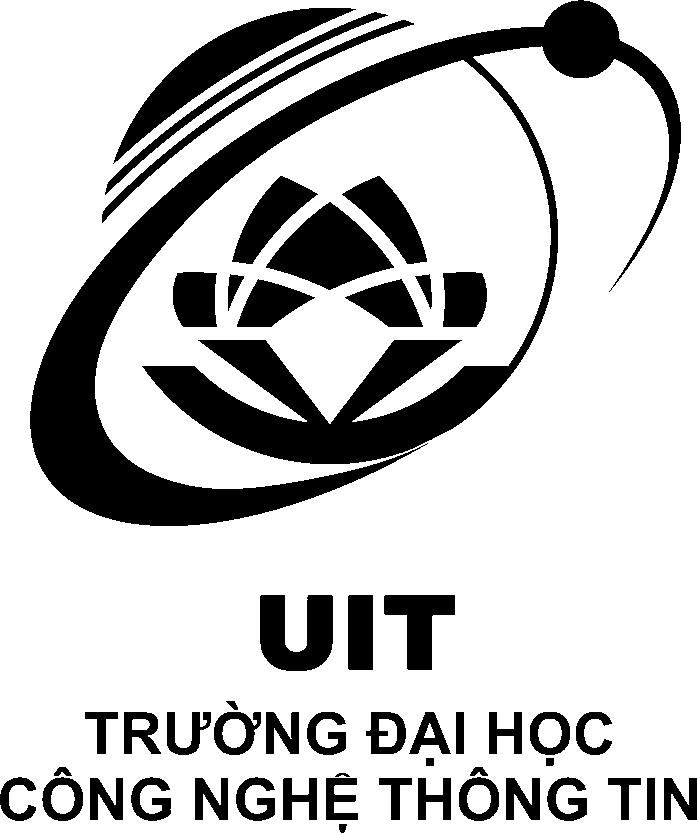 UIT
TRƯỜNG ĐẠI HỌC
CÔNG NGHỆ THÔNG TIN